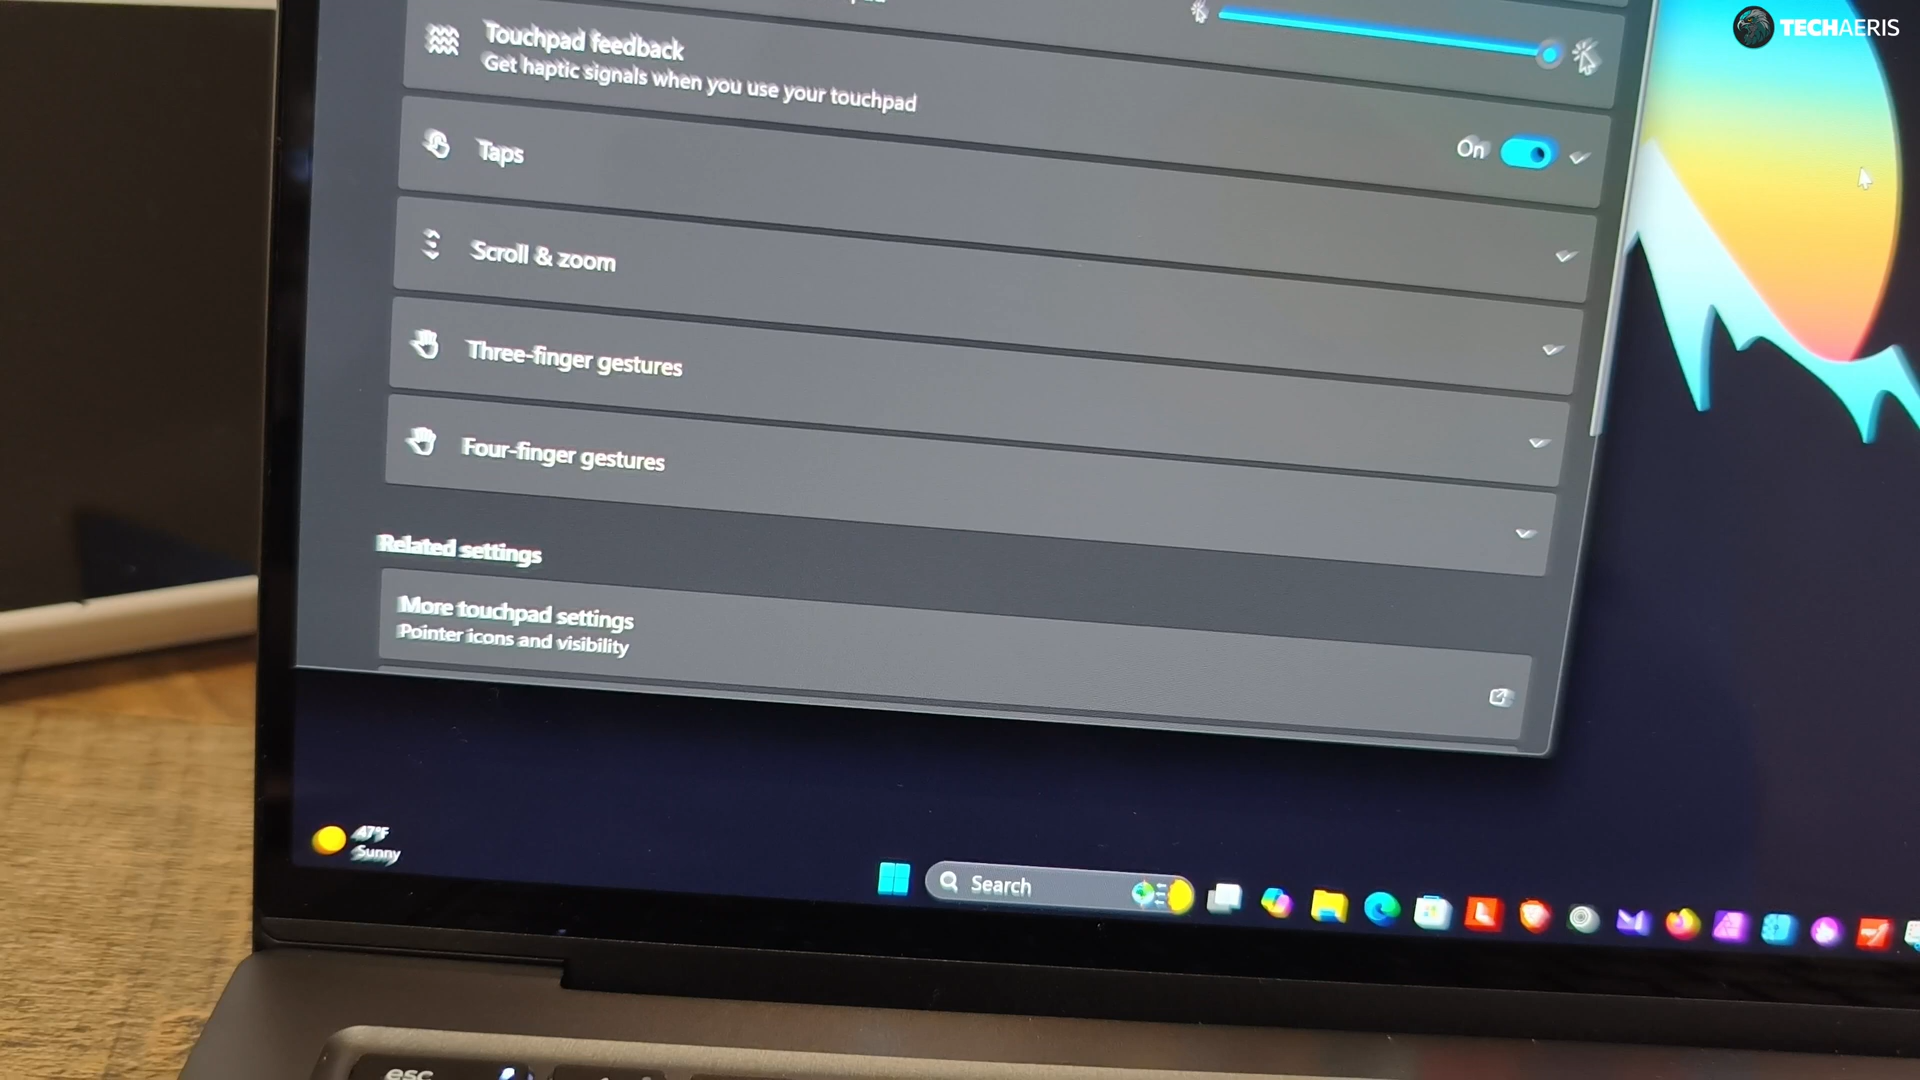 TECHAERIS
Touchpad feedback
Get haptic signals when you use your touchpad
On
Taps
Scroll & zoom
Three-finger gestures
Four-finger gestures
Related settings
More touchpad settings
Pointer icons and visibility
47°F
Sunny
Search
esc